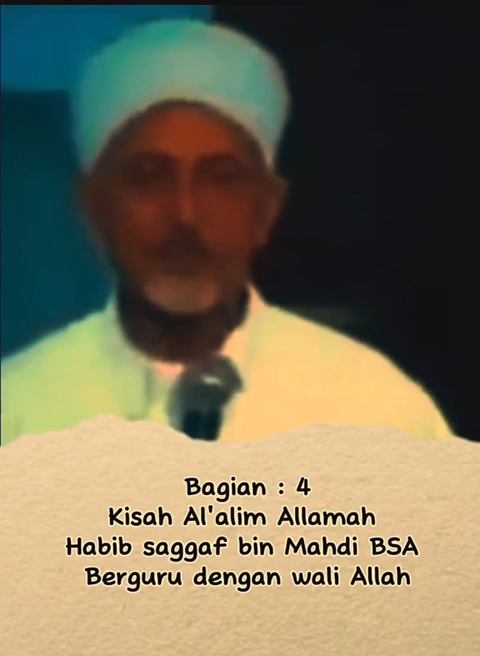 Bagian : 4
Kisah Al'alim Allamah
Habib saggaf bin Mahdi BSA
Berguru dengan wali Allah